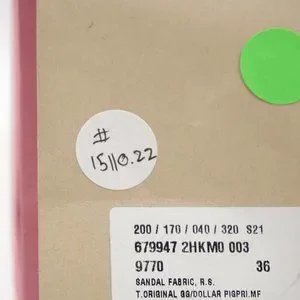 #
15110.22
200 / 170 / 040 / 320 S21
679947 2HKM0 003
9770 36
SANDAL FABRIC, R.S.
T.ORIGINAL GG/DOLLAR PIGPRI.MF